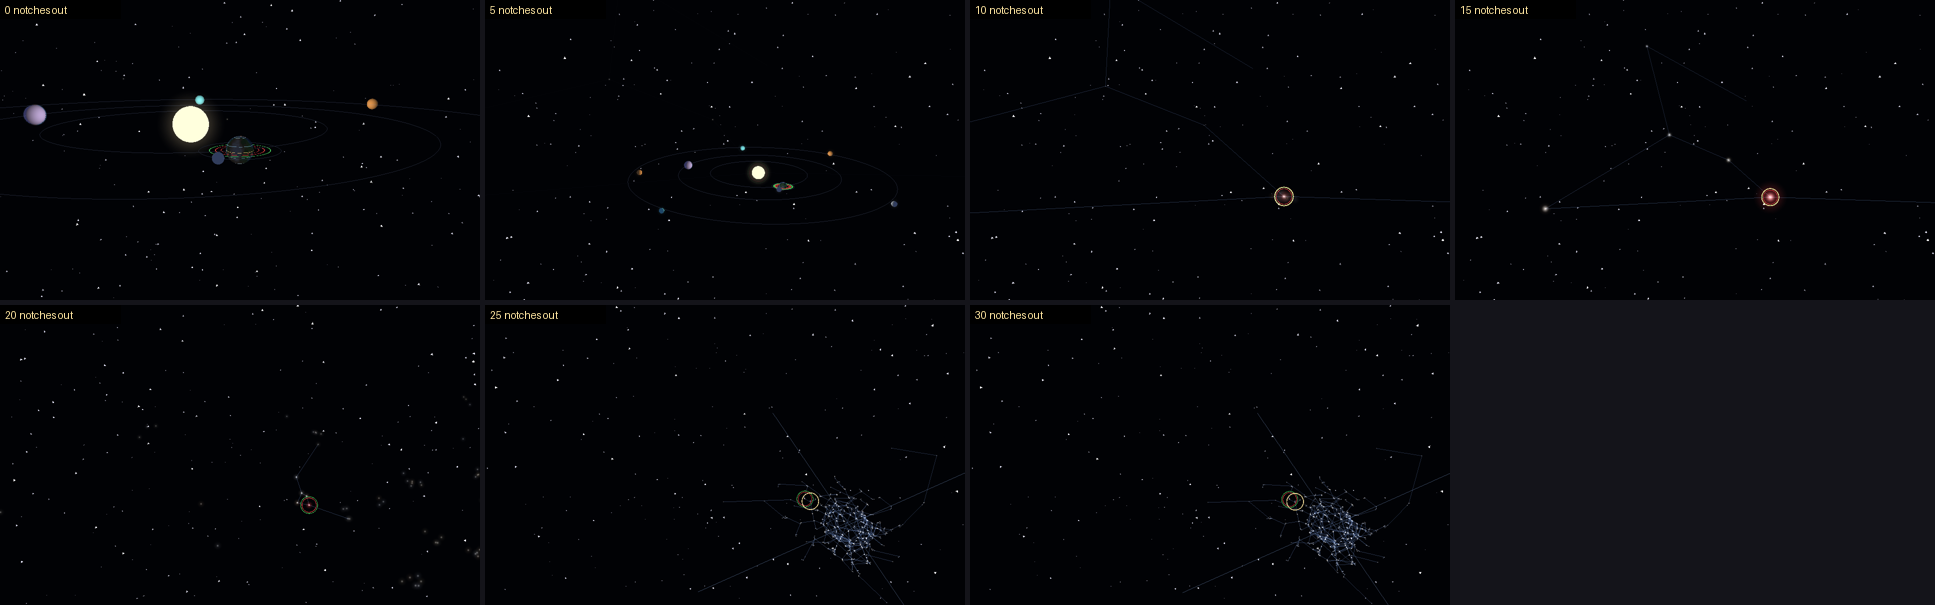 0 notches out
5 notches out
10 notches out
15 notches out
20 notches out
25 notches out
30 notches out